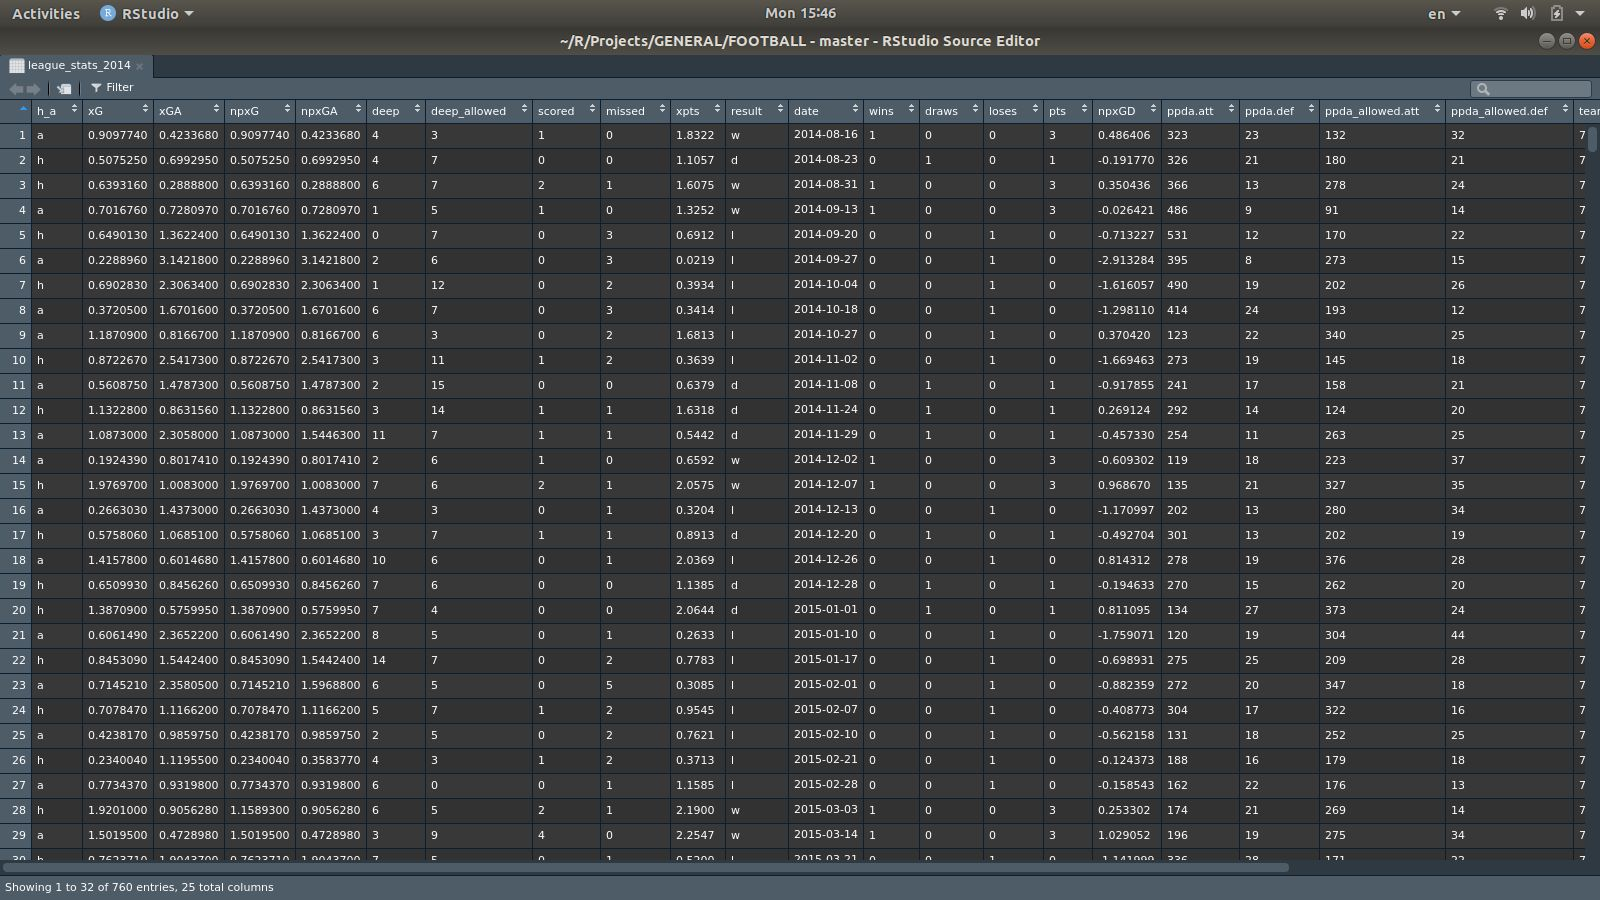 Activities RStudio Mon 15:46 en
~/R/Projects/GENERAL/FOOTBALL - master - RStudio Source Editor
league_stats_2014
Filter
h_a xG xGA npxG npxGA deep deep_allowed scored missed xpts result date wins draws loses pts npxGD ppda.att ppda.def ppda_allowed.att ppda_allowed.def
1 a 0.9097740 0.4233680 0.9097740 0.4233680 4 3 1 0 1.8322 w 2014-08-16 1 0 0 3 0.486406 323 23 132 32 7
2 h 0.5075250 0.6992950 0.5075250 0.6992950 4 7 0 0 1.1057 d 2014-08-23 0 1 0 1 -0.191770 326 21 180 21 7
3 h 0.6393160 0.2888800 0.6393160 0.2888800 6 7 2 1 1.6075 w 2014-08-31 1 0 0 3 0.350436 366 13 278 24 7
4 a 0.7016760 0.7280970 0.7016760 0.7280970 1 5 1 0 1.3252 w 2014-09-13 1 0 0 3 -0.026421 486 9 91 14 7
5 h 0.6490130 1.3622400 0.6490130 1.3622400 0 7 0 3 0.6912 l 2014-09-20 0 0 1 0 -0.713227 531 12 170 22 7
6 a 0.2288960 3.1421800 0.2288960 3.1421800 2 6 0 3 0.0219 l 2014-09-27 0 0 1 0 -2.913284 395 8 273 15 7
7 h 0.6902830 2.3063400 0.6902830 2.3063400 1 12 0 2 0.3934 l 2014-10-04 0 0 1 0 -1.616057 490 19 202 26 7
8 a 0.3720500 1.6701600 0.3720500 1.6701600 6 7 0 3 0.3414 l 2014-10-18 0 0 1 0 -1.298110 414 24 193 12 7
9 a 1.1870900 0.8166700 1.1870900 0.8166700 6 3 0 2 1.6813 l 2014-10-27 0 0 1 0 0.370420 123 22 340 25 7
10 h 0.8722670 2.5417300 0.8722670 2.5417300 3 11 1 2 0.3639 l 2014-11-02 0 0 1 0 -1.669463 273 19 145 18 7
11 a 0.5608750 1.4787300 0.5608750 1.4787300 2 15 0 0 0.6379 d 2014-11-08 0 1 0 1 -0.917855 241 17 158 21 7
12 h 1.1322800 0.8631560 1.1322800 0.8631560 3 14 1 1 1.6318 d 2014-11-24 0 1 0 1 0.269124 292 14 124 20 7
13 a 1.0873000 2.3058000 1.0873000 1.5446300 11 7 1 1 0.5442 d 2014-11-29 0 1 0 1 -0.457330 254 11 263 25 7
14 a 0.1924390 0.8017410 0.1924390 0.8017410 2 6 1 0 0.6592 w 2014-12-02 1 0 0 3 -0.609302 119 18 223 37 7
15 h 1.9769700 1.0083000 1.9769700 1.0083000 7 6 2 1 2.0575 w 2014-12-07 1 0 0 3 0.968670 135 21 327 35 7
16 a 0.2663030 1.4373000 0.2663030 1.4373000 4 3 0 1 0.3204 l 2014-12-13 0 0 1 0 -1.170997 202 13 280 34 7
17 h 0.5758060 1.0685100 0.5758060 1.0685100 3 7 1 1 0.8913 d 2014-12-20 0 1 0 1 -0.492704 301 13 202 19 7
18 a 1.4157800 0.6014680 1.4157800 0.6014680 10 6 0 1 2.0369 l 2014-12-26 0 0 1 0 0.814312 278 19 376 28 7
19 h 0.6509930 0.8456260 0.6509930 0.8456260 7 6 0 0 1.1385 d 2014-12-28 0 1 0 1 -0.194633 270 15 262 20 7
20 h 1.3870900 0.5759950 1.3870900 0.5759950 7 4 0 0 2.0644 d 2015-01-01 0 1 0 1 0.811095 134 27 373 24 7
21 a 0.6061490 2.3652200 0.6061490 2.3652200 8 5 0 1 0.2633 l 2015-01-10 0 0 1 0 -1.759071 120 19 304 44 7
22 h 0.8453090 1.5442400 0.8453090 1.5442400 14 7 0 2 0.7783 l 2015-01-17 0 0 1 0 -0.698931 275 25 209 28 7
23 a 0.7145210 2.3580500 0.7145210 1.5968800 6 5 0 5 0.3085 l 2015-02-01 0 0 1 0 -0.882359 272 20 347 18 7
24 h 0.7078470 1.1166200 0.7078470 1.1166200 5 7 1 2 0.9545 l 2015-02-07 0 0 1 0 -0.408773 304 17 322 16 7
25 a 0.4238170 0.9859750 0.4238170 0.9859750 2 5 0 2 0.7621 l 2015-02-10 0 0 1 0 -0.562158 131 18 252 25 7
26 h 0.2340040 1.1195500 0.2340040 0.3583770 4 3 1 2 0.3713 l 2015-02-21 0 0 1 0 -0.124373 188 16 179 18 7
27 a 0.7734370 0.9319800 0.7734370 0.9319800 6 0 0 1 1.1585 l 2015-02-28 0 0 1 0 -0.158543 162 22 176 13 7
28 h 1.9201000 0.9056280 1.1589300 0.9056280 6 5 2 1 2.1900 w 2015-03-03 1 0 0 3 0.253302 174 21 269 14 7
29 a 1.5019500 0.4728980 1.5019500 0.4728980 3 9 4 0 2.2547 w 2015-03-14 1 0 0 3 1.029052 196 19 275 34 7
Showing 1 to 32 of 760 entries, 25 total columns